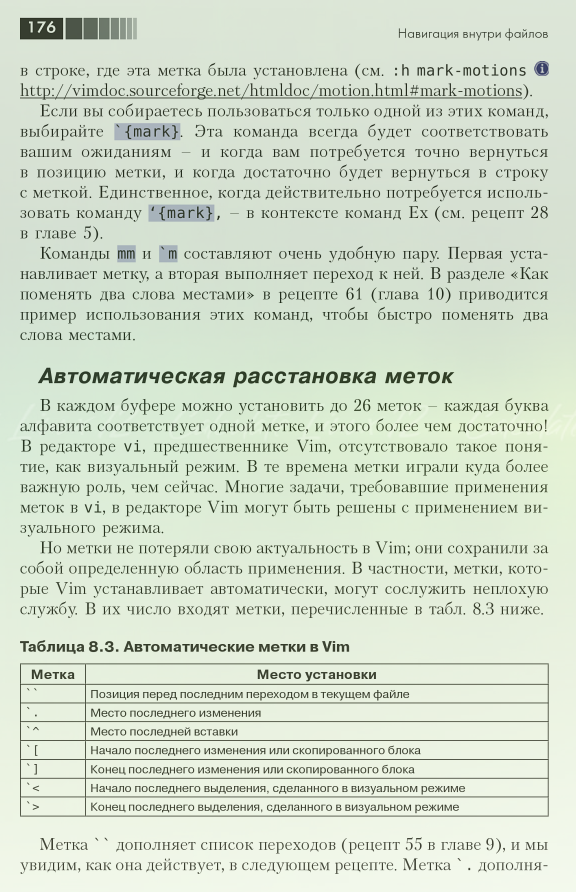 176
Навигация внутри файлов
в строке, где эта метка была установлена (см. :h mark-motions
http://vimdoc.sourceforge.net/htmldoc/motion.html#mark-motions).
Если вы собираетесь пользоваться только одной из этих команд,
выбирайте `{mark}. Эта команда всегда будет соответствовать
вашим ожиданиям – и когда вам потребуется точно вернуться
в позицию метки, и когда достаточно будет вернуться в строку
с меткой. Единственное, когда действительно потребуется исполь-
зовать команду ‘{mark}, – в контексте команд Ex (см. рецепт 28
в главе 5).
Команды mm и `m составляют очень удобную пару. Первая уста-
навливает метку, а вторая выполняет переход к ней. В разделе «Как
поменять два слова местами» в рецепте 61 (глава 10) приводится
пример использования этих команд, чтобы быстро поменять два
слова местами.
Автоматическая расстановка меток
В каждом буфере можно установить до 26 меток – каждая буква
алфавита соответствует одной метке, и этого более чем достаточно!
В редакторе vi, предшественнике Vim, отсутствовало такое поня-
тие, как визуальный режим. В те времена метки играли куда более
важную роль, чем сейчас. Многие задачи, требовавшие применения
меток в vi, в редакторе Vim могут быть решены с применением ви-
зуального режима.
Но метки не потеряли свою актуальность в Vim; они сохранили за
собой определенную область применения. В частности, метки, кото-
рые Vim устанавливает автоматически, могут сослужить неплохую
службу. В их число входят метки, перечисленные в табл. 8.3 ниже.
Таблица 8.3. Автоматические метки в Vim
Метка Место установки
`` Позиция перед последним переходом в текущем файле
`. Место последнего изменения
`^ Место последней вставки
`[ Начало последнего изменения или скопированного блока
`] Конец последнего изменения или скопированного блока
`< Начало последнего выделения, сделанного в визуальном режиме
`> Конец последнего выделения, сделанного в визуальном режиме
Метка `` дополняет список переходов (рецепт 55 в главе 9), и мы
увидим, как она действует, в следующем рецепте. Метка `. дополня-